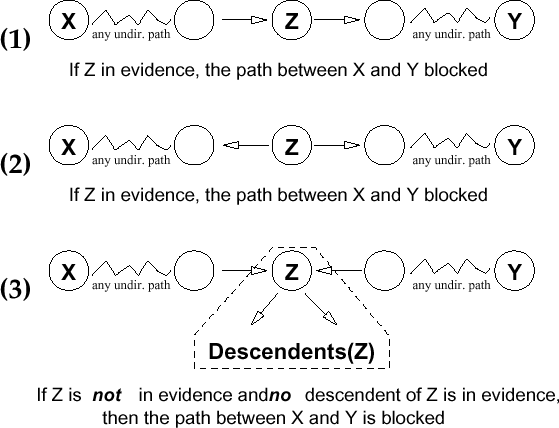 (1) X any undir. path Z any undir. path Y
If Z in evidence, the path between X and Y blocked
(2) X any undir. path Z any undir. path Y
If Z in evidence, the path between X and Y blocked
(3) X any undir. path Z any undir. path Y
Descendents(Z)
If Z is not in evidence andno descendent of Z is in evidence,
then the path between X and Y is blocked